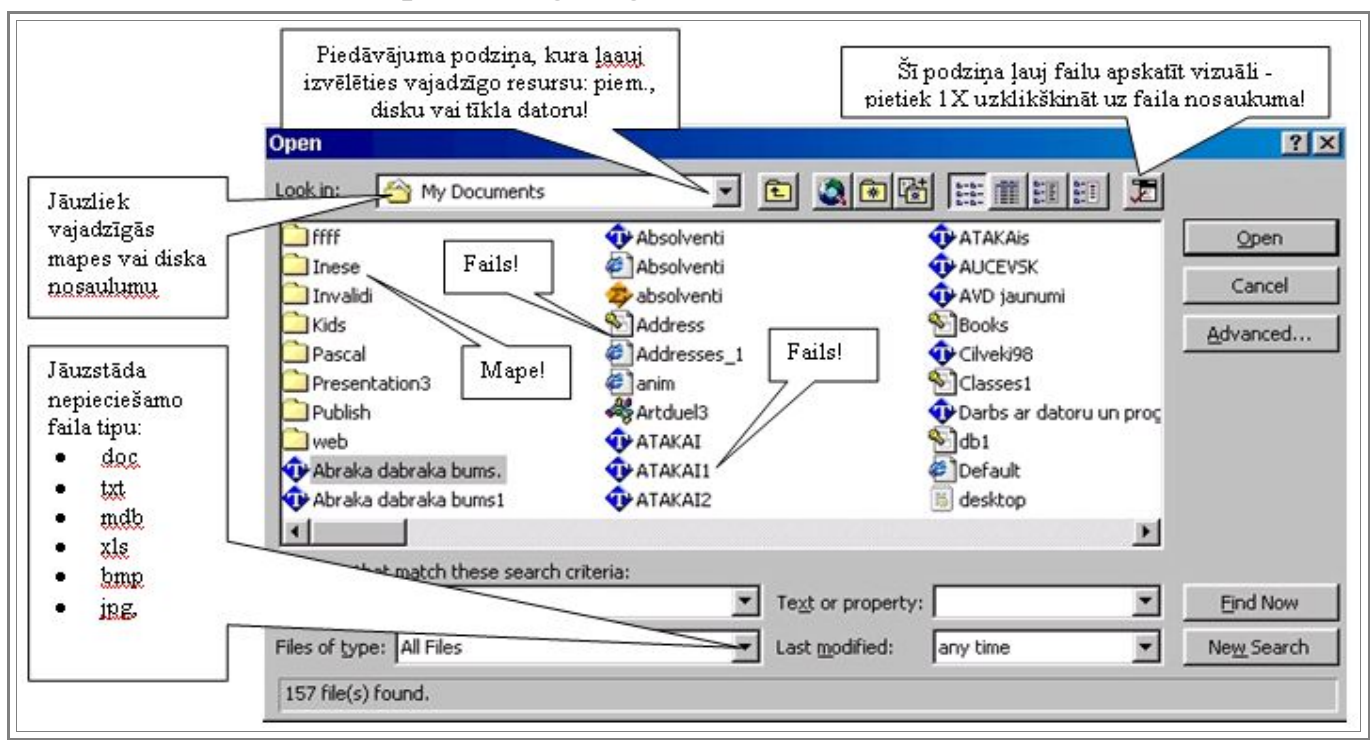 Piedāvājuma podziņa, kura ļaauj
izvēlēties vajadzīgo resursu: piem.,
disku vai tīkla datoru!
Šī podziņa ļauj failu apskatīt vizuāli -
pietiek 1X uzklikšķināt uz faila nosaukuma!
Open
Jāuzliek
vajadzīgās
mapes vai diska
nosaulumu
Look in:
My Documents
ffff
Inese
Invalidi
Kids
Pascal
Presentation3
Publish
web
Abraka dabraka bums.
Abraka dabraka bums1
Absolventi
Absolventi
absolventi
Address
Addresses_1
anim
Artduel3
ATAKAI
ATAKAI1
ATAKAI2
ATAKAis
AUCEVSK
AVD jaunumi
Books
Cilveki98
Classes1
Darbs ar datoru un prog
db1
Default
desktop
Fails!
Mape!
Fails!
Open
Cancel
Advanced...
Jāuzstāda
nepieciešamo
faila tipu:
• doc
• txt
• mdb
• xls
• bmp
• jpg,
that match these search criteria:
Text or property:
Find Now
Files of type: All Files
Last modified: any time
New Search
157 file(s) found.